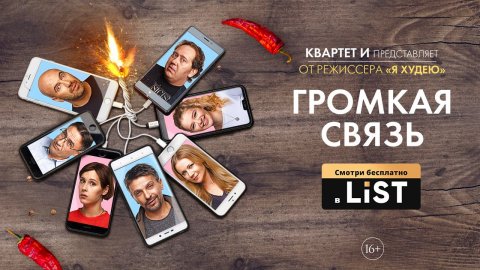 КВАРТЕТ И ПРЕДСТАВЛЯЕТ
ОТ РЕЖИССЕРА «Я ХУДЕЮ»
ГРОМКАЯ
СВЯЗЬ
Смотри бесплатно
в LiST
16+